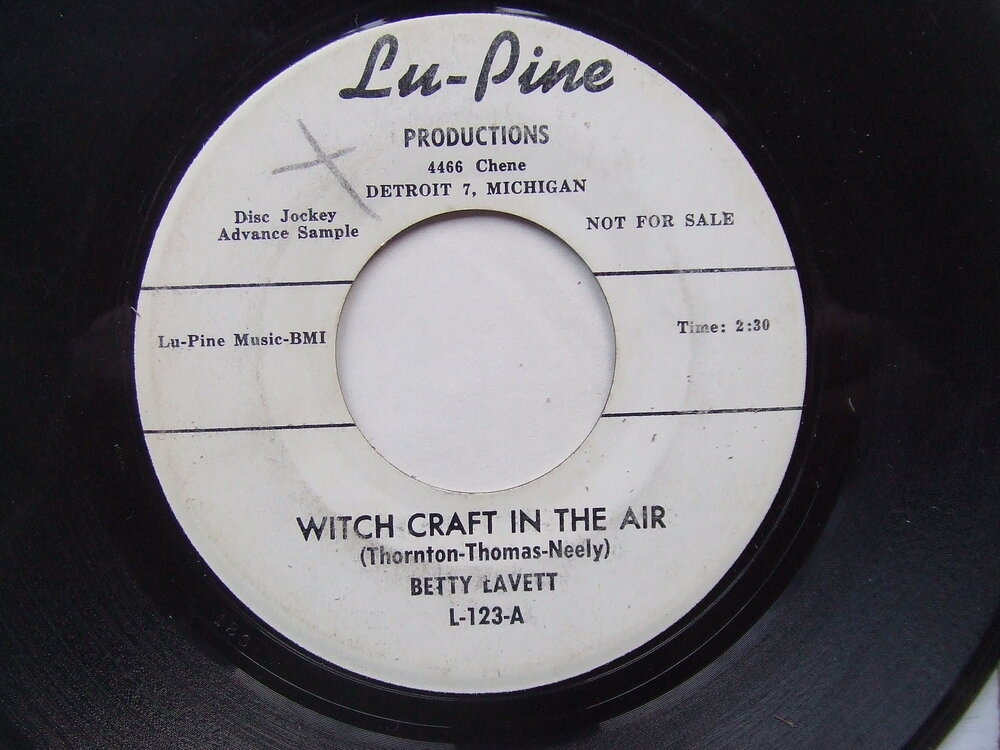 Lu-Pine
PRODUCTIONS
4466 Chene
DETROIT 7, MICHIGAN
Disc Jockey
Advance Sample
NOT FOR SALE
Lu-Pine Music-BMI
Time: 2:30
WITCH CRAFT IN THE AIR
(Thornton-Thomas-Neely)
BETTY LAVETT
L-123-A